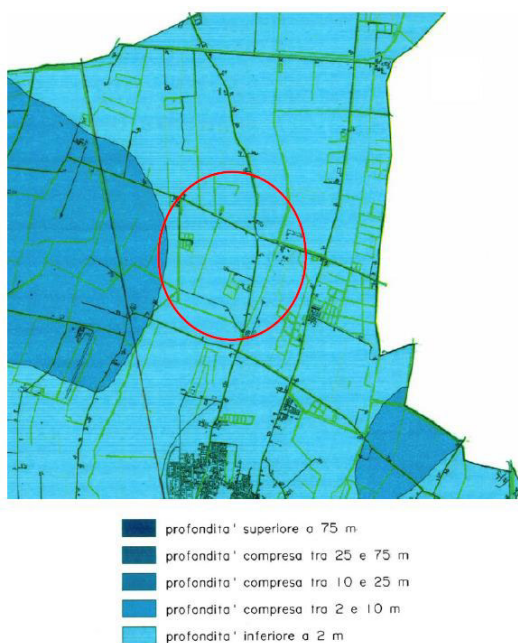 profondita' superiore a 75 m
profondita' compresa tra 25 e 75 m
profondita' compresa tra 10 e 25 m
profondita' compresa tra 2 e 10 m
profondita' inferiore a 2 m